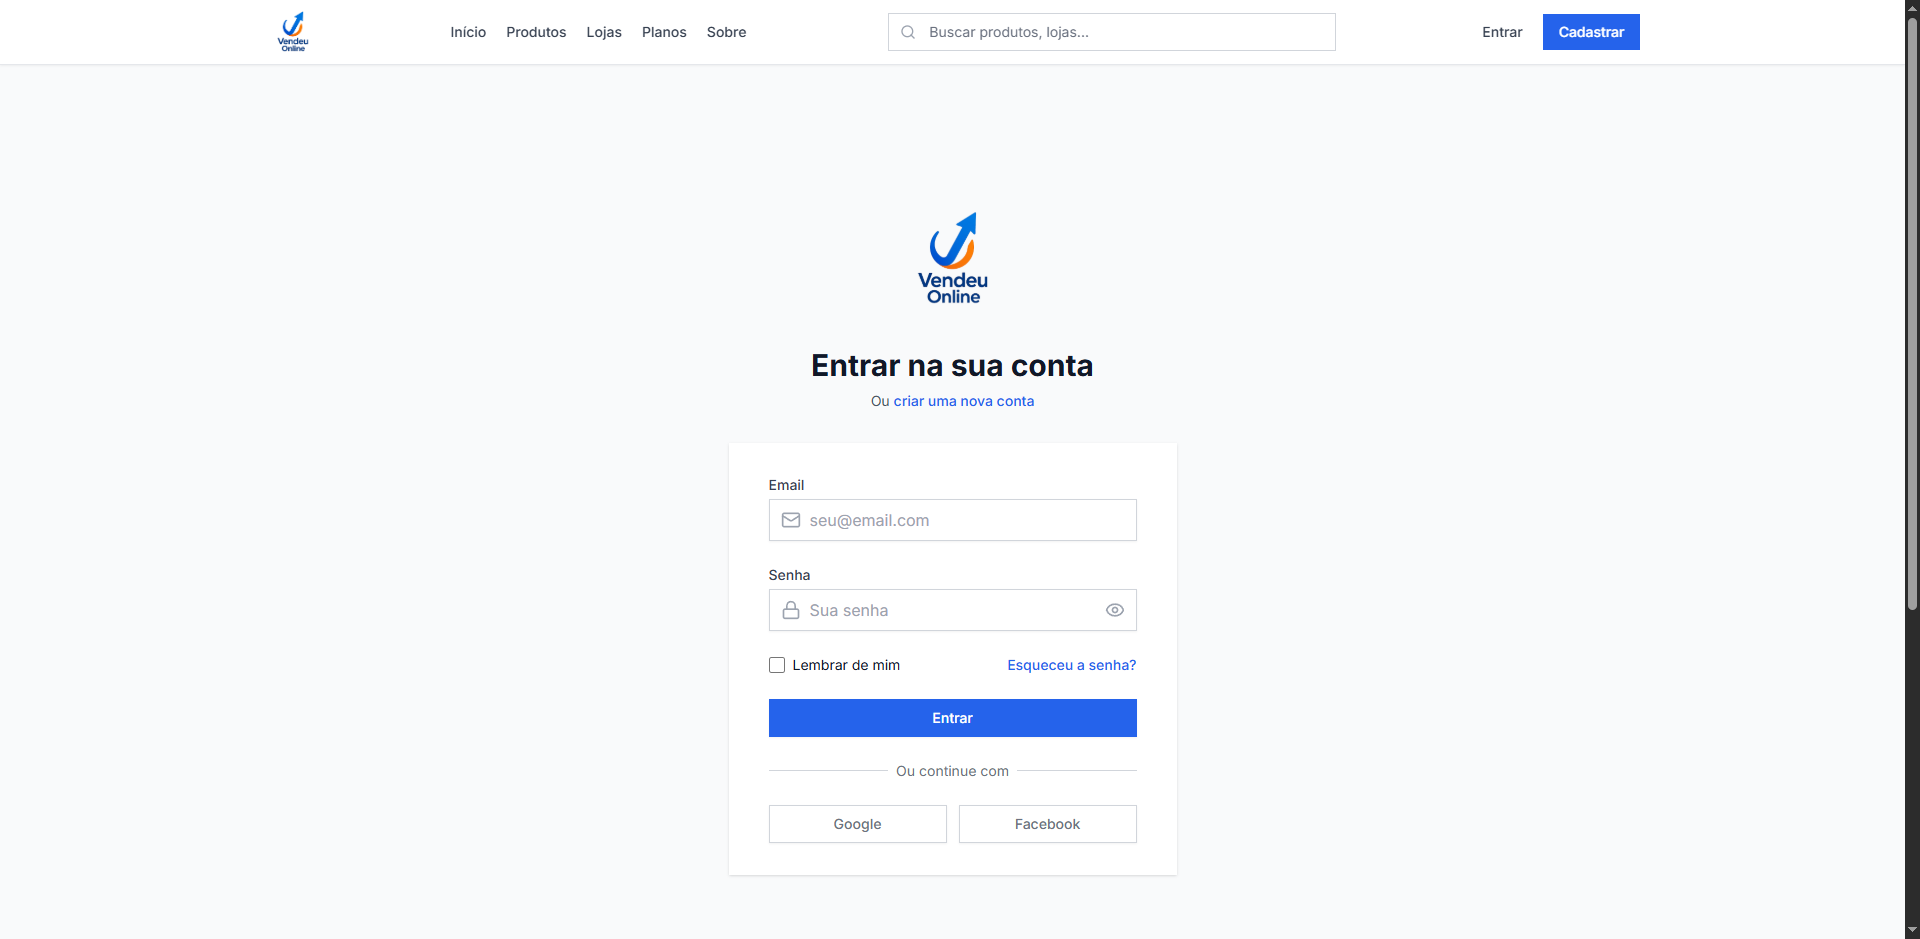 Vendeu
Online
Início Produtos Lojas Planos Sobre
Buscar produtos, lojas...
Entrar
Cadastrar
Vendeu
Online
Entrar na sua conta
Ou criar uma nova conta
Email
seu@email.com
Senha
Sua senha
Lembrar de mim
Esqueceu a senha?
Entrar
Ou continue com
Google
Facebook